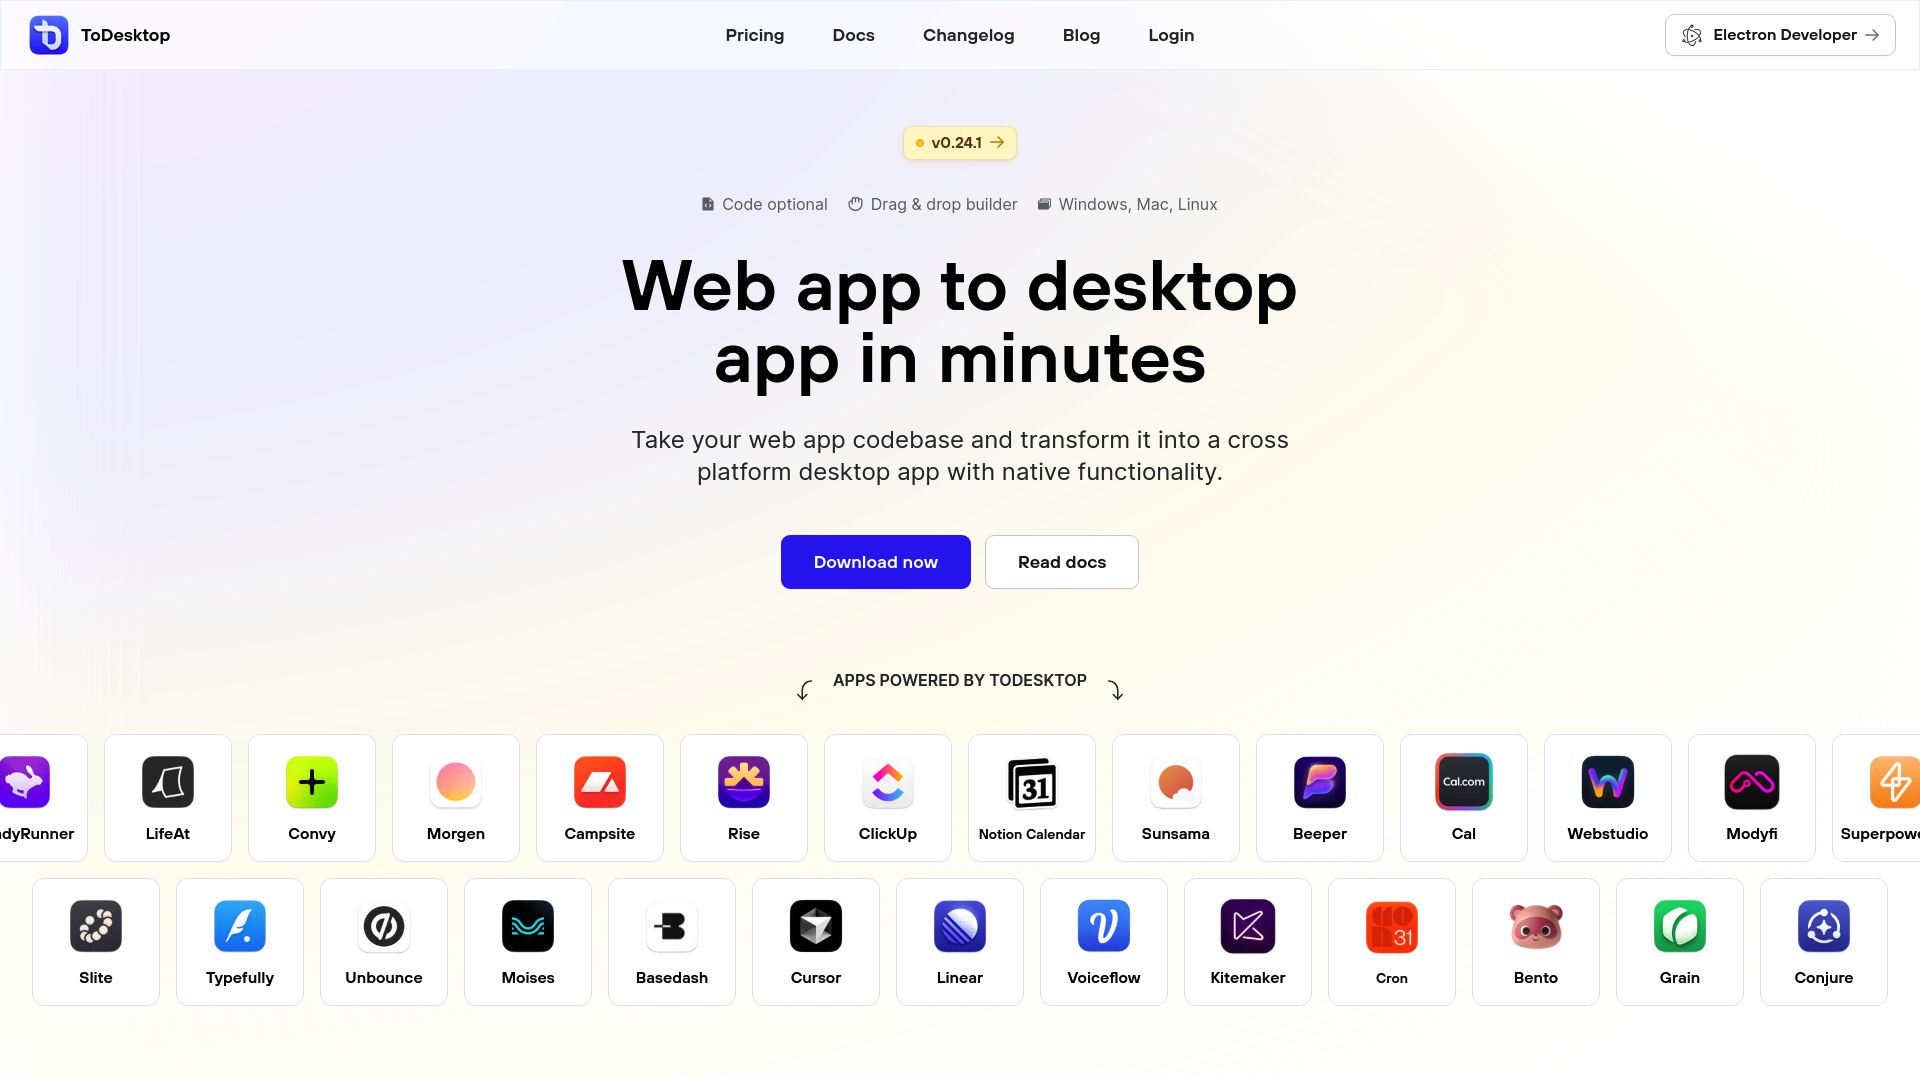 ToDesktop
Pricing
Docs
Changelog
Blog
Login
Electron Developer
v0.24.1
Code optional
Drag & drop builder
Windows, Mac, Linux
Web app to desktop
app in minutes
Take your web app codebase and transform it into a cross
platform desktop app with native functionality.
Download now
Read docs
APPS POWERED BY TODESKTOP
31
Cal.com
dyRunner
LifeAt
Convy
Morgen
Campsite
Rise
ClickUp
Notion Calendar
Sunsama
Beeper
Cal
Webstudio
Modyfi
Superpow
31
Slite
Typefully
Unbounce
Moises
Basedash
Cursor
Linear
Voiceflow
Kitemaker
Cron
Bento
Grain
Conjure